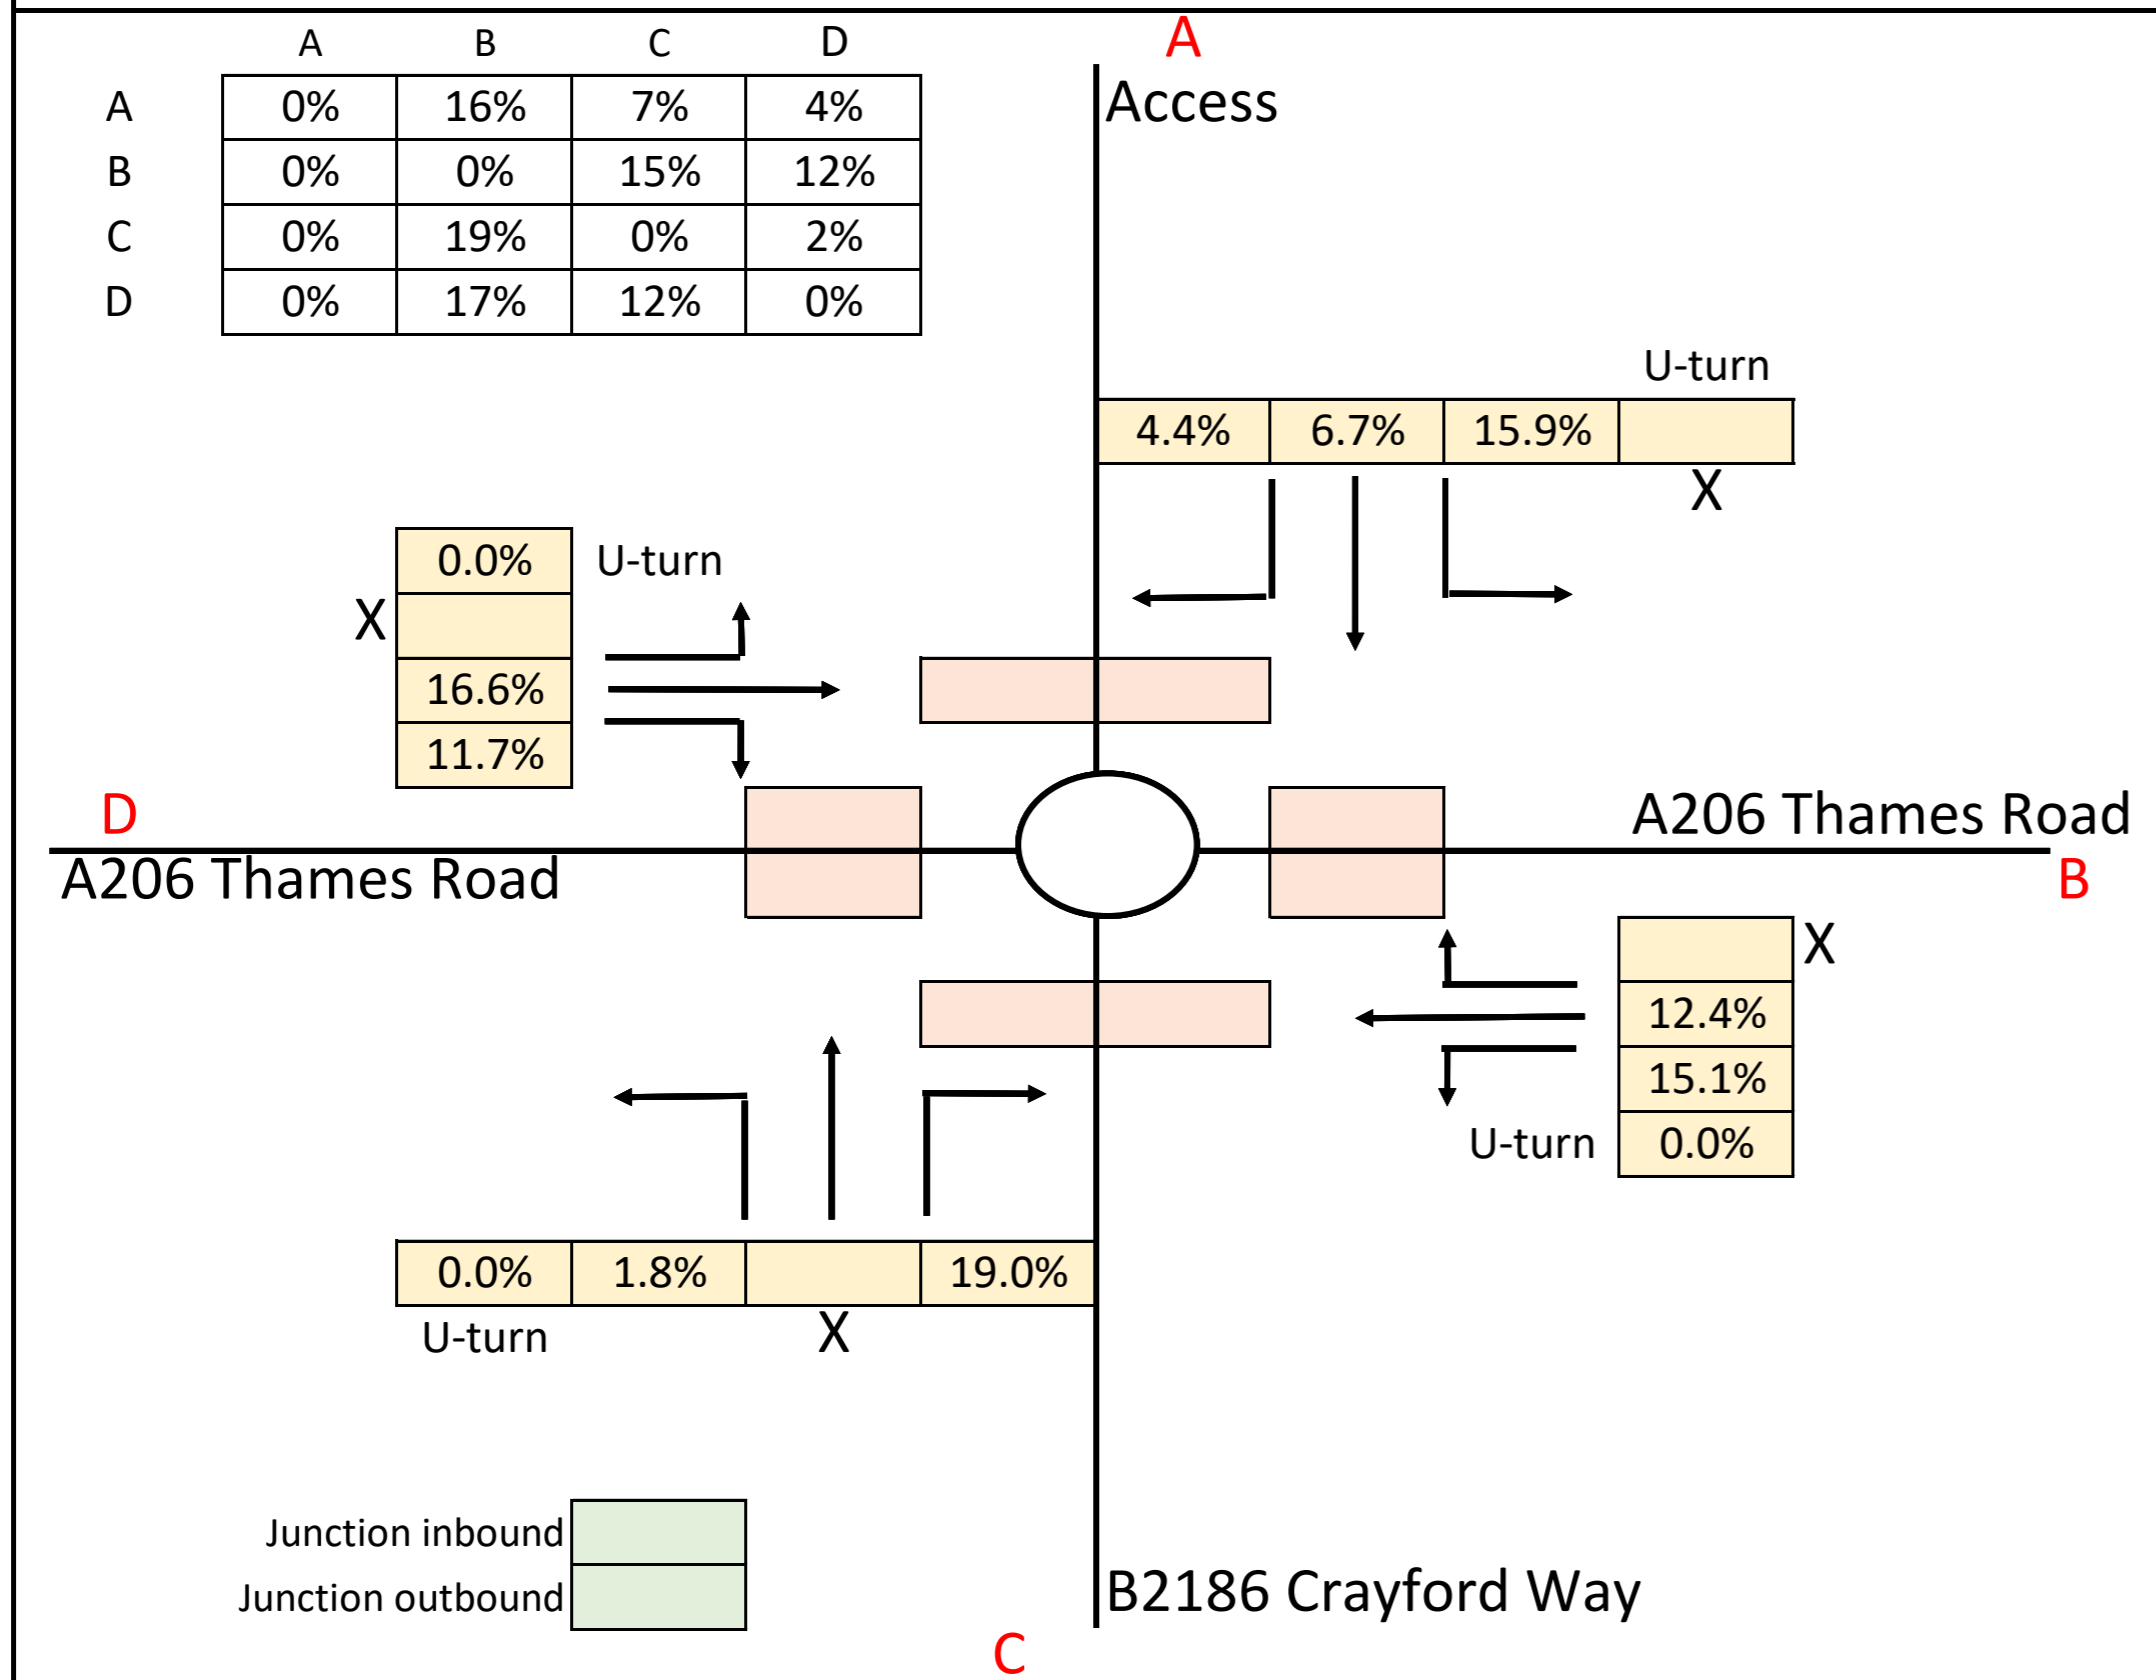 A B C D
A 0% 16% 7% 4%
B 0% 0% 15% 12%
C 0% 19% 0% 2%
D 0% 17% 12% 0%
A
Access
U-turn
4.4% 6.7% 15.9%
X
0.0% U-turn
X
16.6%
11.7%
D
A206 Thames Road
A206 Thames Road
B
X
12.4%
15.1%
U-turn 0.0%
0.0% 1.8% 19.0%
U-turn X
Junction inbound
Junction outbound
B2186 Crayford Way
C